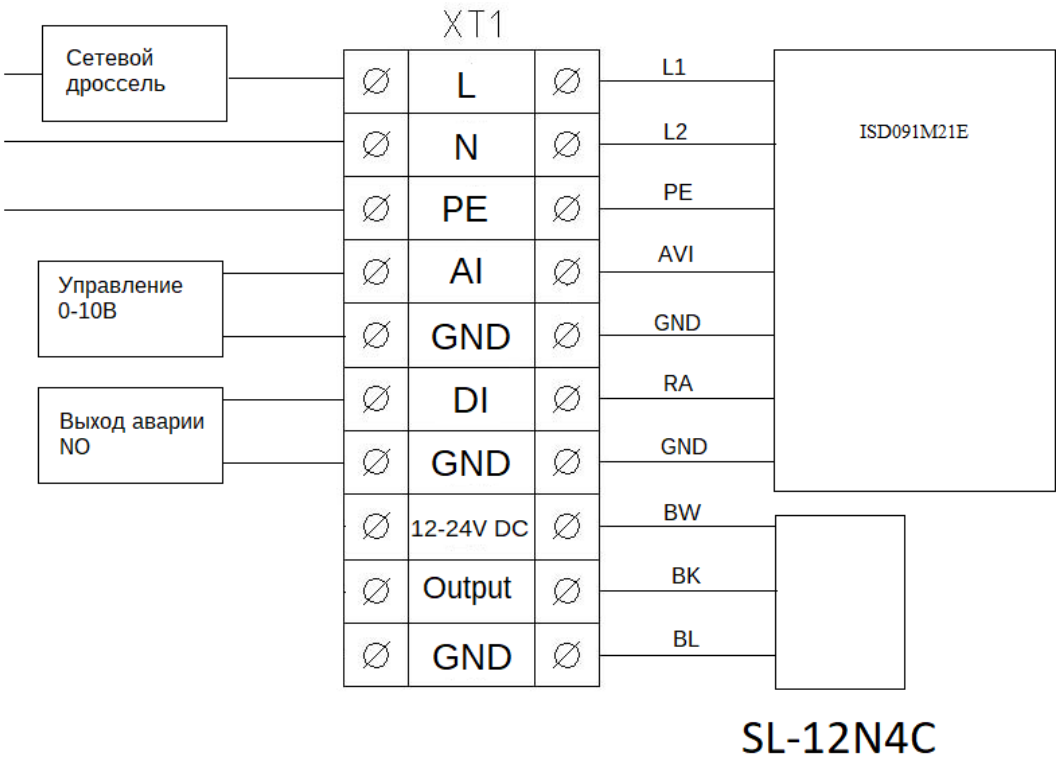 XT1
Сетевой
дроссель
L
L1
ISD091M21E
N
L2
PE
PE
Управление
0-10В
AI
AVI
GND
GND
Выход аварии
NO
DI
RA
GND
GND
12-24V DC
BW
Output
BK
GND
BL
SL-12N4C